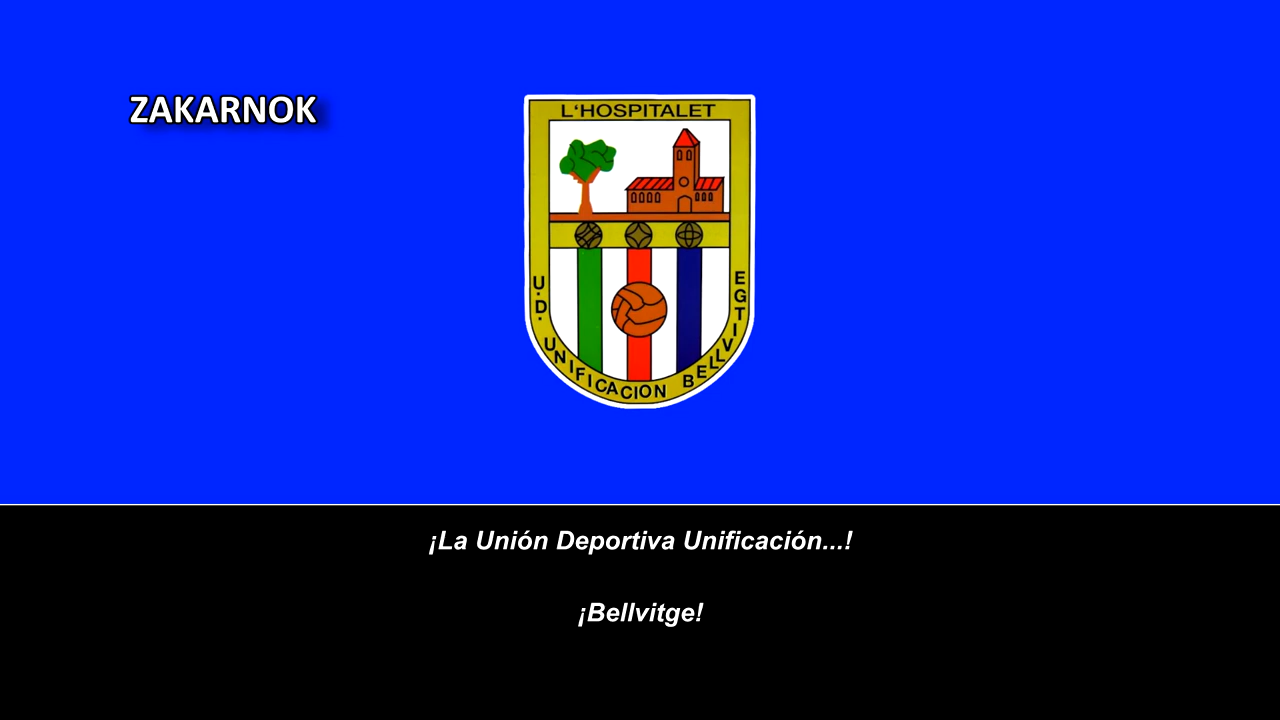 ZAKARNOK
L'HOSPITALET
U.D. UNIFICACION BELLVITGE
¡La Unión Deportiva Unificación...!
¡Bellvitge!